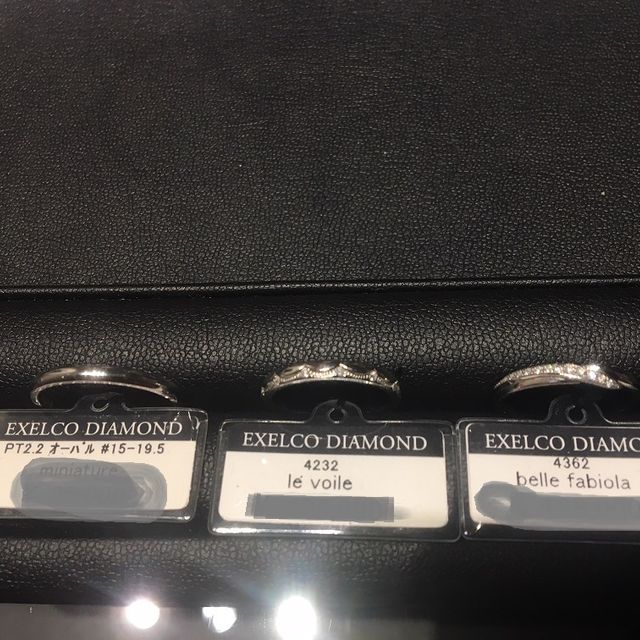 EXELCO DIAMOND
PT2.2 オーバル #15-19.5
miniature
EXELCO DIAMOND
4232
le voile
EXELCO DIAMO
4362
belle fabiola